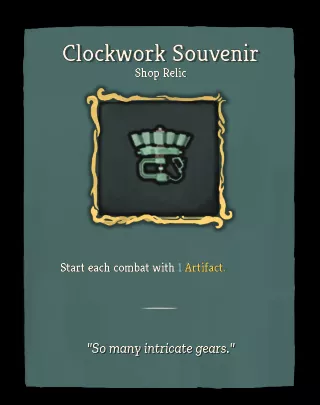 Clockwork Souvenir
Shop Relic
Start each combat with 1 Artifact.
"So many intricate gears."